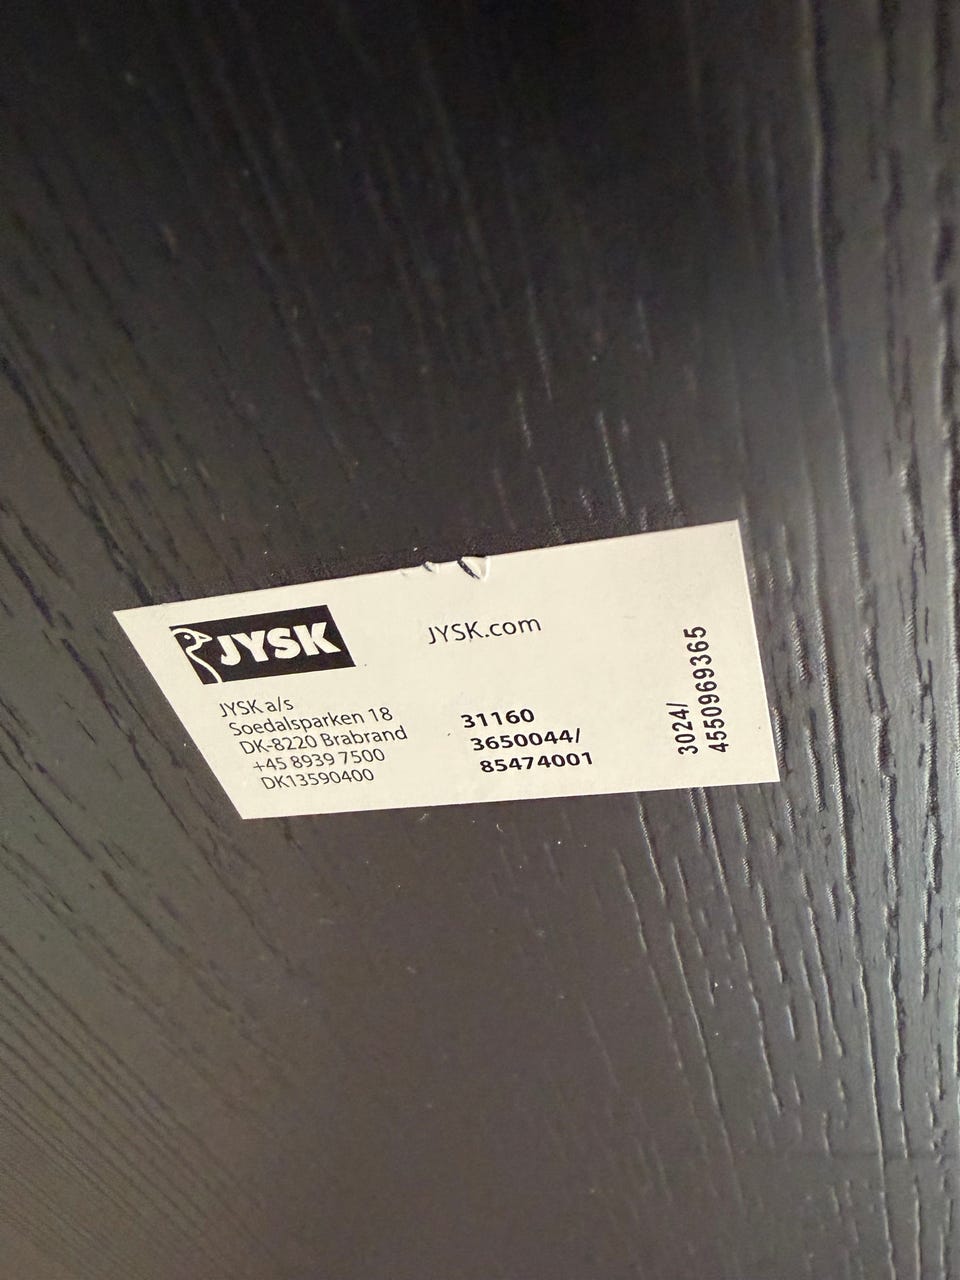 JYSK
JYSK.com
JYSK a/s
Soedalsparken 18
DK-8220 Brabrand
+45 8939 7500
DK13590400
31160
3650044/
85474001
3024/
4550969365